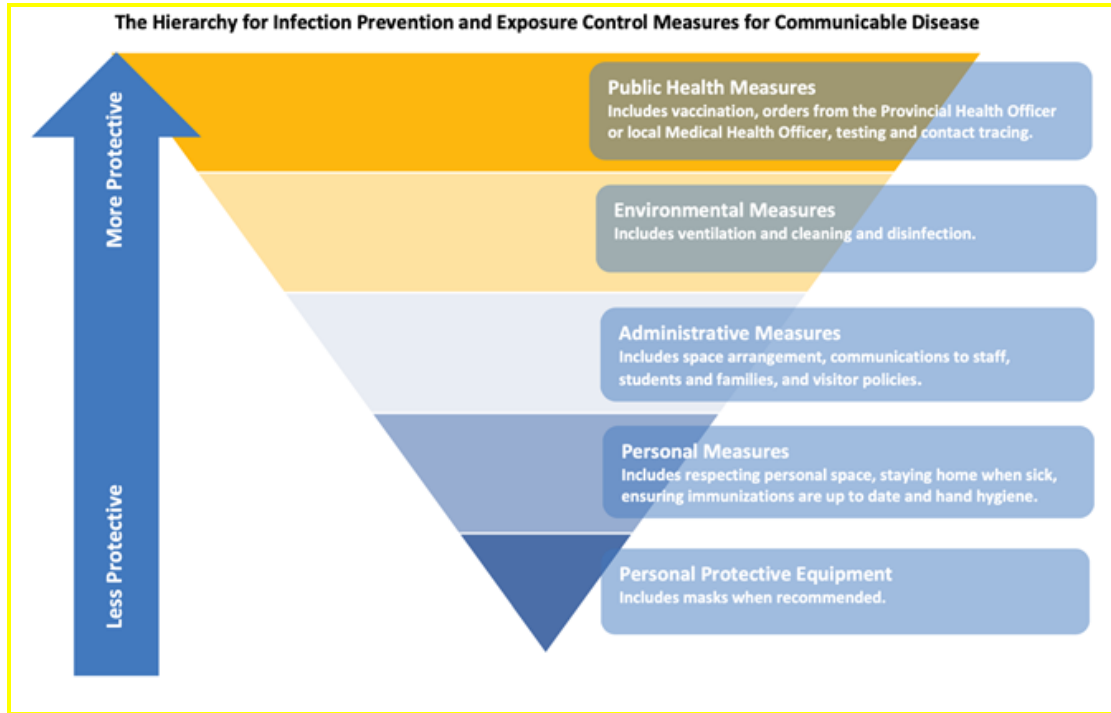 The Hierarchy for Infection Prevention and Exposure Control Measures for Communicable Disease
More Protective
Less Protective
Public Health Measures
Includes vaccination, orders from the Provincial Health Officer
or local Medical Health Officer, testing and contact tracing.
Environmental Measures
Includes ventilation and cleaning and disinfection.
Administrative Measures
Includes space arrangement, communications to staff,
students and families, and visitor policies.
Personal Measures
Includes respecting personal space, staying home when sick,
ensuring immunizations are up to date and hand hygiene.
Personal Protective Equipment
Includes masks when recommended.